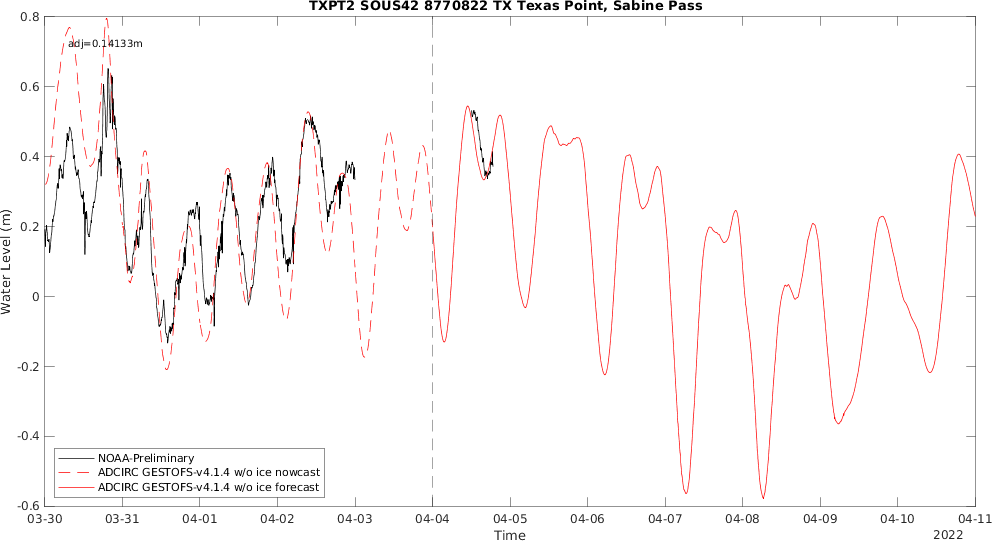 TXPT2 SOUS42 8770822 TX Texas Point, Sabine Pass
adj=0.14133m
0.8
0.6
0.4
0.2
0
-0.2
-0.4
-0.6
Water Level (m)
NOAA-Preliminary
ADCIRC GESTOFS-v4.1.4 w/o ice nowcast
ADCIRC GESTOFS-v4.1.4 w/o ice forecast
03-30 03-31 04-01 04-02 04-03 04-04 04-05 04-06 04-07 04-08 04-09 04-10 04-11
Time
2022